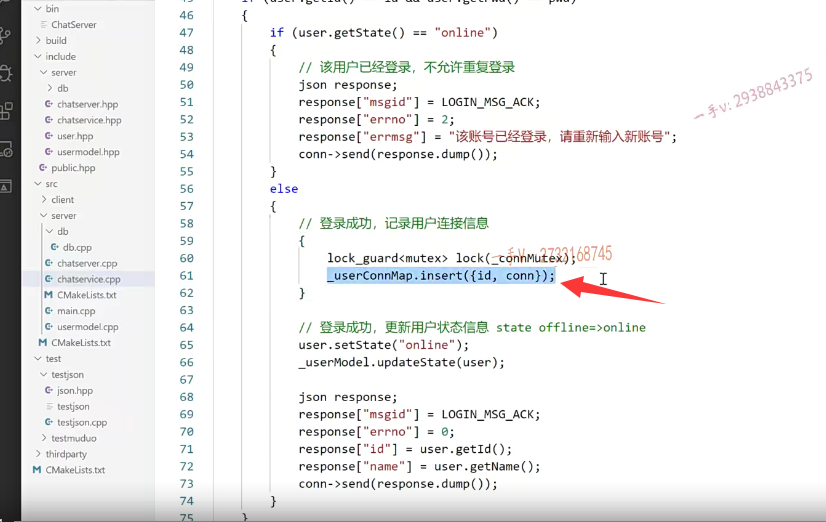 bin
ChatServer
build
include
server
db
chatserver.hpp
chatservice.hpp
user.hpp
usermodel.hpp
public.hpp
src
client
server
db
db.cpp
chatserver.cpp
chatservice.cpp
CMakeLists.txt
main.cpp
usermodel.cpp
CMakeLists.txt
test
testjson
json.hpp
testjson
testjson.cpp
testmuduo
thirdparty
CMakeLists.txt
46 {
47 if (user.getState() == "online")
48 {
49 // 该用户已经登录，不允许重复登录
50 json response;
51 response["msgid"] = LOGIN_MSG_ACK;
52 response["errno"] = 2;
53 response["errmsg"] = "该账号已经登录，请重新输入新账号";
54 conn->send(response.dump());
55 }
56 else
57 {
58 // 登录成功，记录用户连接信息
59 {
60 lock_guard<mutex> lock(_connMutex);
61 _userConnMap.insert({id, conn});
62 }
63
64 // 登录成功，更新用户状态信息 state offline=>online
65 user.setState("online");
66 _userModel.updateState(user);
67
68 json response;
69 response["msgid"] = LOGIN_MSG_ACK;
70 response["errno"] = 0;
71 response["id"] = user.getId();
72 response["name"] = user.getName();
73 conn->send(response.dump());
74 }
75 }
一手v: 2938843375